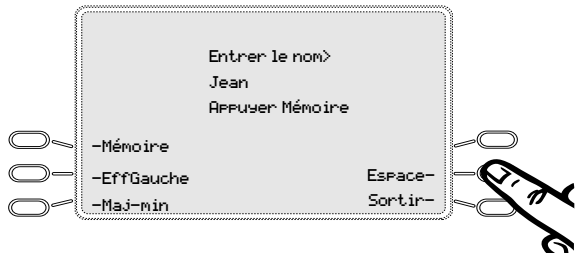 Entrer le nom>
Jean
Appuyer Mémoire
-Mémoire
-EffGauche
Espace-
-Maj-min
Sortir-